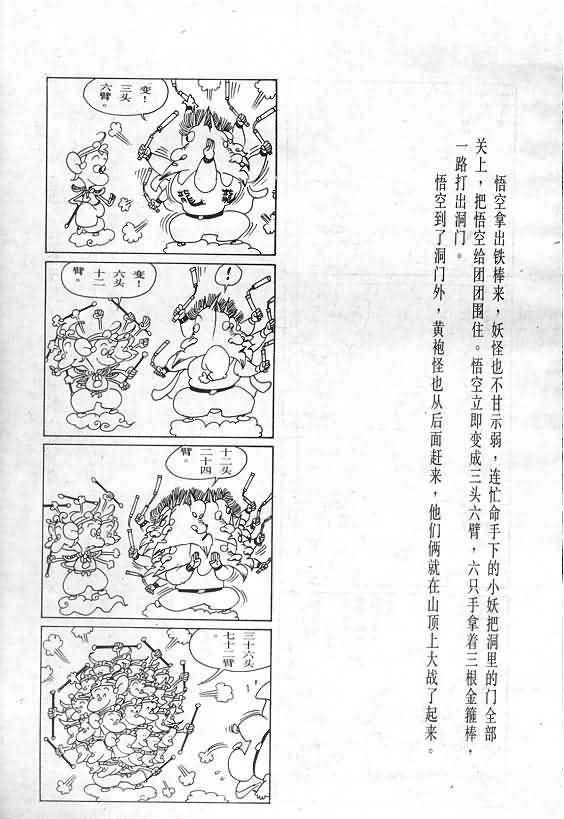 悟空拿出铁棒来，妖怪也不甘示弱，连忙命手下的小妖把洞里的门全部
关上，把悟空给团团围住。悟空立即变成三头六臂，六只手拿着三根金箍棒，
一路打出洞门。
悟空到了洞门外，黄袍怪也从后面赶来，他们俩就在山顶上大战了起来。
变！
三头
六臂。
！
变！
六头
十二
臂。
十二头
二十四
臂。
三十六头
七十二臂。